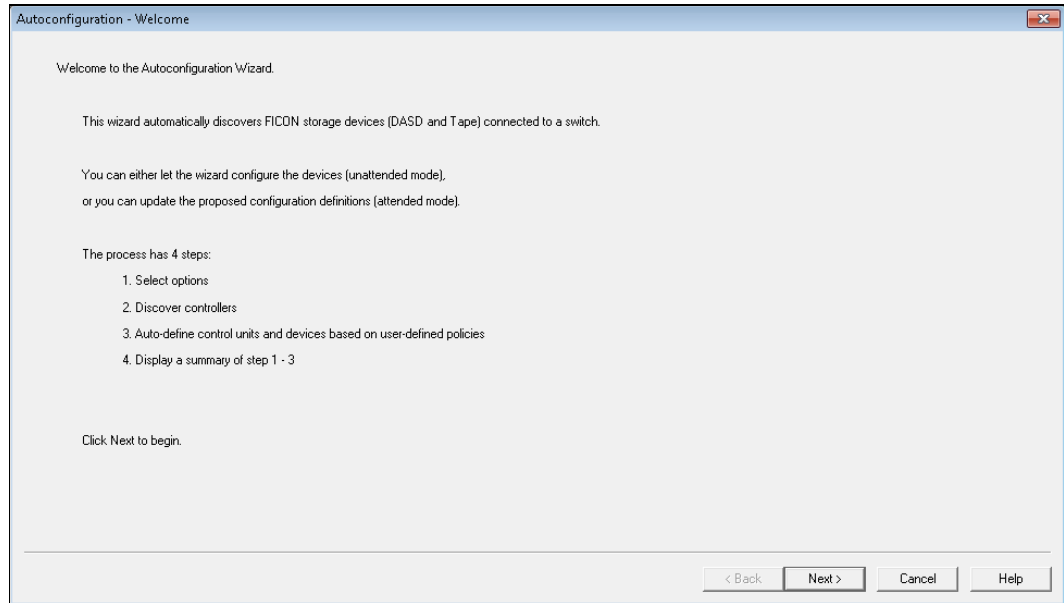 Autoconfiguration - Welcome
Welcome to the Autoconfiguration Wizard.
This wizard automatically discovers FICON storage devices (DASD and Tape) connected to a switch.
You can either let the wizard configure the devices (unattended mode),
or you can update the proposed configuration definitions (attended mode).
The process has 4 steps:
1. Select options
2. Discover controllers
3. Auto-define control units and devices based on user-defined policies
4. Display a summary of step 1 - 3
Click Next to begin.
< Back Next > Cancel Help